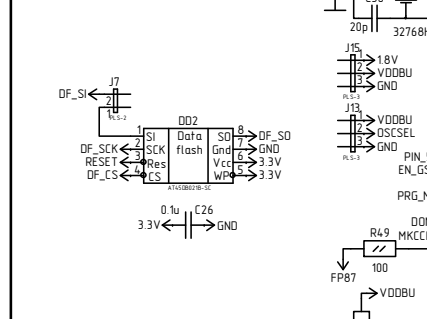 20p
32768H
J15
1 1.8V
2 VDDBU
3 GND
PLS-3
J7
DF_SI
2
1
PLS-2
DD2
1 SI Data SO 8 DF_SO
DF_SCK 2 SCK flash Gnd 7 GND
RESET 3 Res Vcc 6 3.3V
DF_CS 4 CS WP 5 3.3V
AT45DB021B-SC
0.1u C26
3.3V GND
J13
1 VDDBU
2 OSCSEL
3 GND
PLS-3
PIN_
EN_GS
PRG_M
R49
MKCC
100
FP87
VDDBU